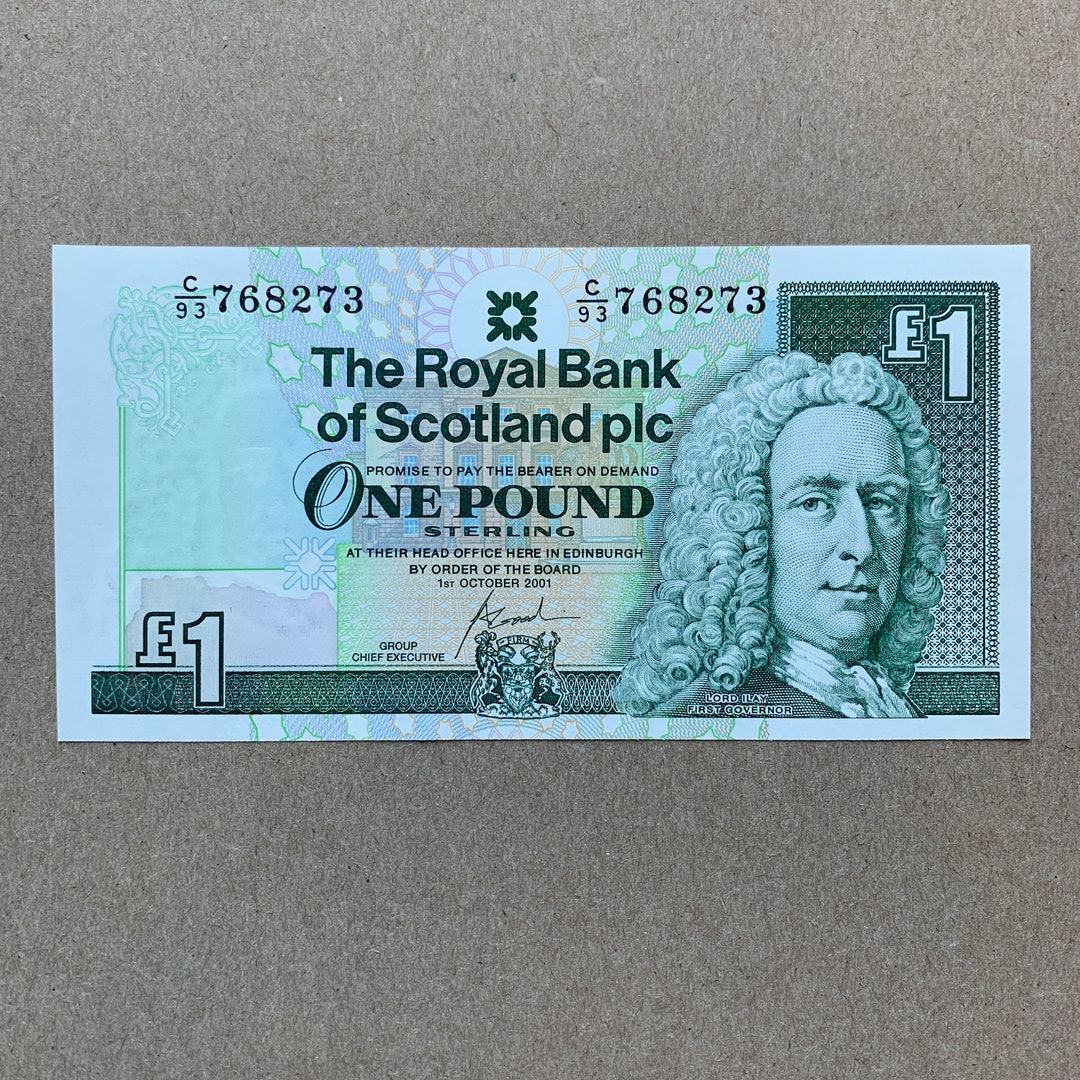 C/93 768273
C/93 768273
£1
The Royal Bank
of Scotland plc
PROMISE TO PAY THE BEARER ON DEMAND
ONE POUND
STERLING
AT THEIR HEAD OFFICE HERE IN EDINBURGH
BY ORDER OF THE BOARD
1ST OCTOBER 2001
£1
GROUP
CHIEF EXECUTIVE
FIRM
LORD ILAY
FIRST GOVERNOR